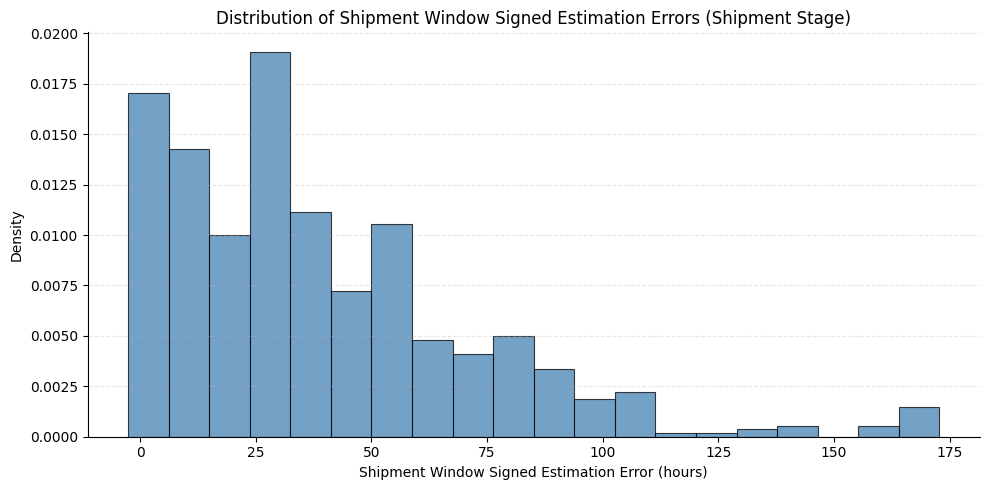 Distribution of Shipment Window Signed Estimation Errors (Shipment Stage)
0.0200
0.0175
0.0150
0.0125
0.0100
0.0075
0.0050
0.0025
0.0000
Density
0 25 50 75 100 125 150 175
Shipment Window Signed Estimation Error (hours)